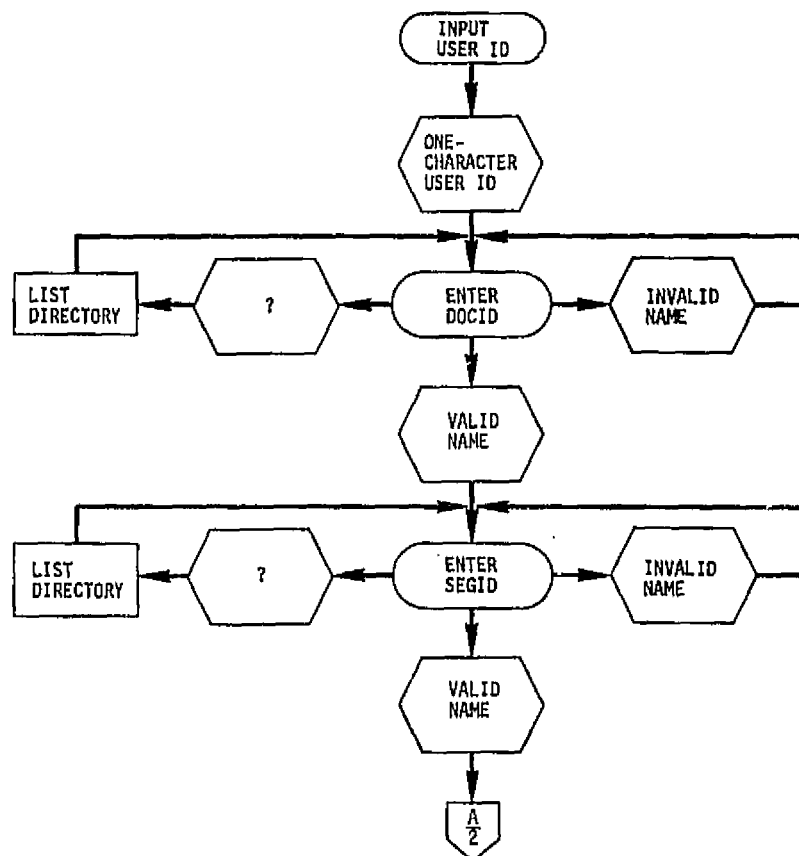 INPUT
USER ID
ONE-
CHARACTER
USER ID
LIST
DIRECTORY
?
ENTER
DOCID
INVALID
NAME
VALID
NAME
LIST
DIRECTORY
?
ENTER
SEGID
INVALID
NAME
VALID
NAME
A
2